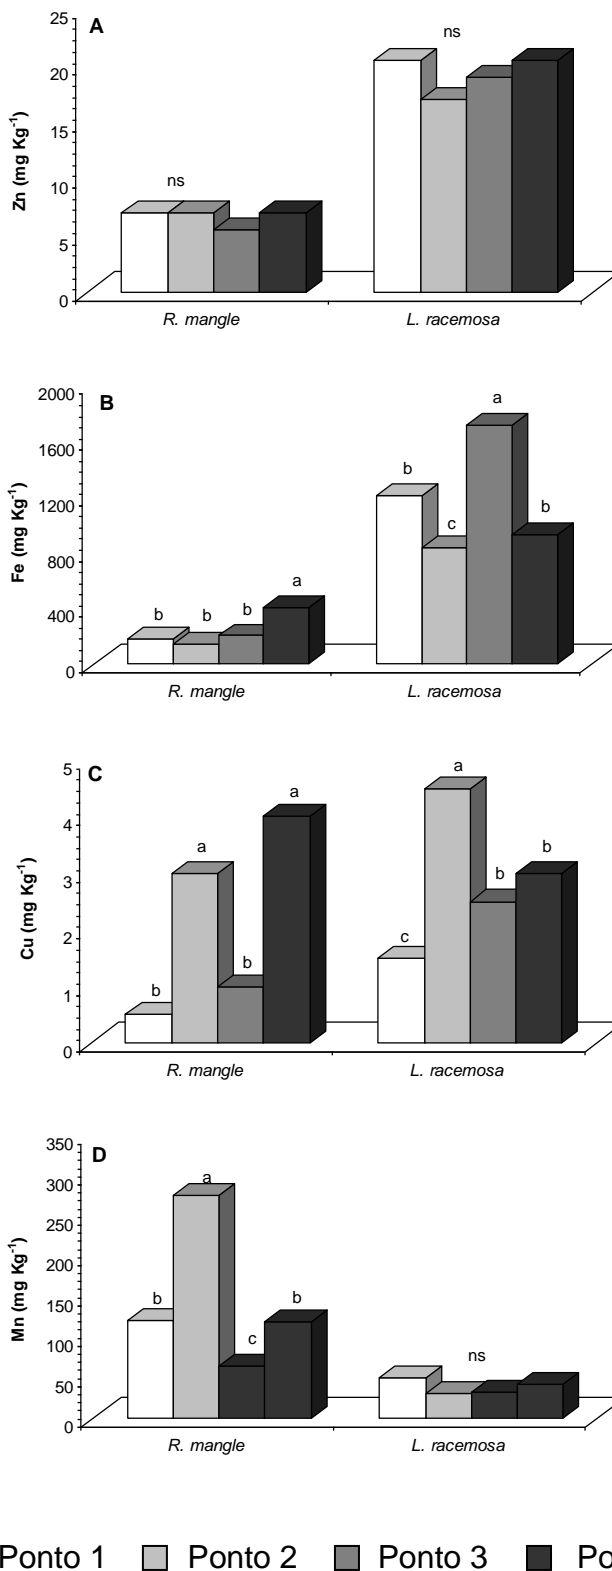 A
25
20
15
10
5
0
Zn (mg Kg-1)
ns
ns
R. mangle
L. racemosa
B
2000
1600
1200
800
400
0
Fe (mg Kg-1)
b
b
b
a
b
c
a
b
R. mangle
L. racemosa
C
5
4
3
2
1
0
Cu (mg Kg-1)
b
a
b
a
c
a
b
b
R. mangle
L. racemosa
D
350
300
250
200
150
100
50
0
Mn (mg Kg-1)
b
a
c
b
ns
R. mangle
L. racemosa
Ponto 1 Ponto 2 Ponto 3 Po